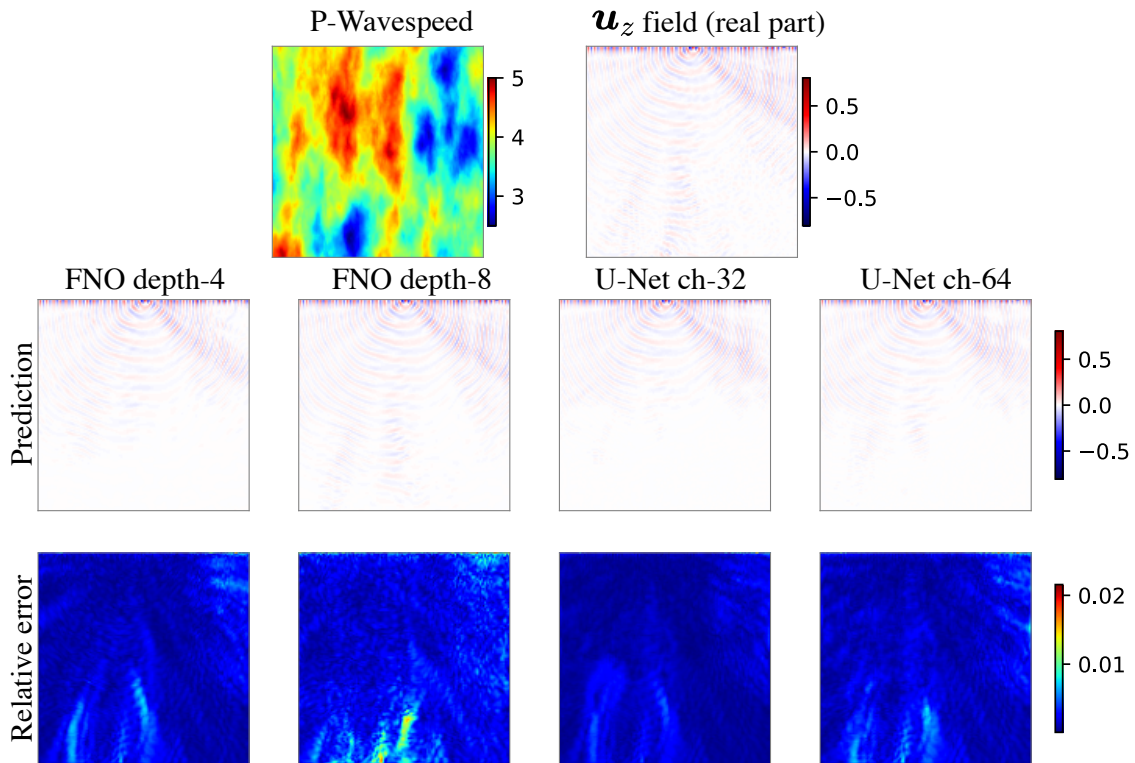 P-Wavespeed
u_z field (real part)
5
4
3
0.5
0.0
−0.5
FNO depth-4
FNO depth-8
U-Net ch-32
U-Net ch-64
Prediction
0.5
0.0
−0.5
Relative error
0.02
0.01